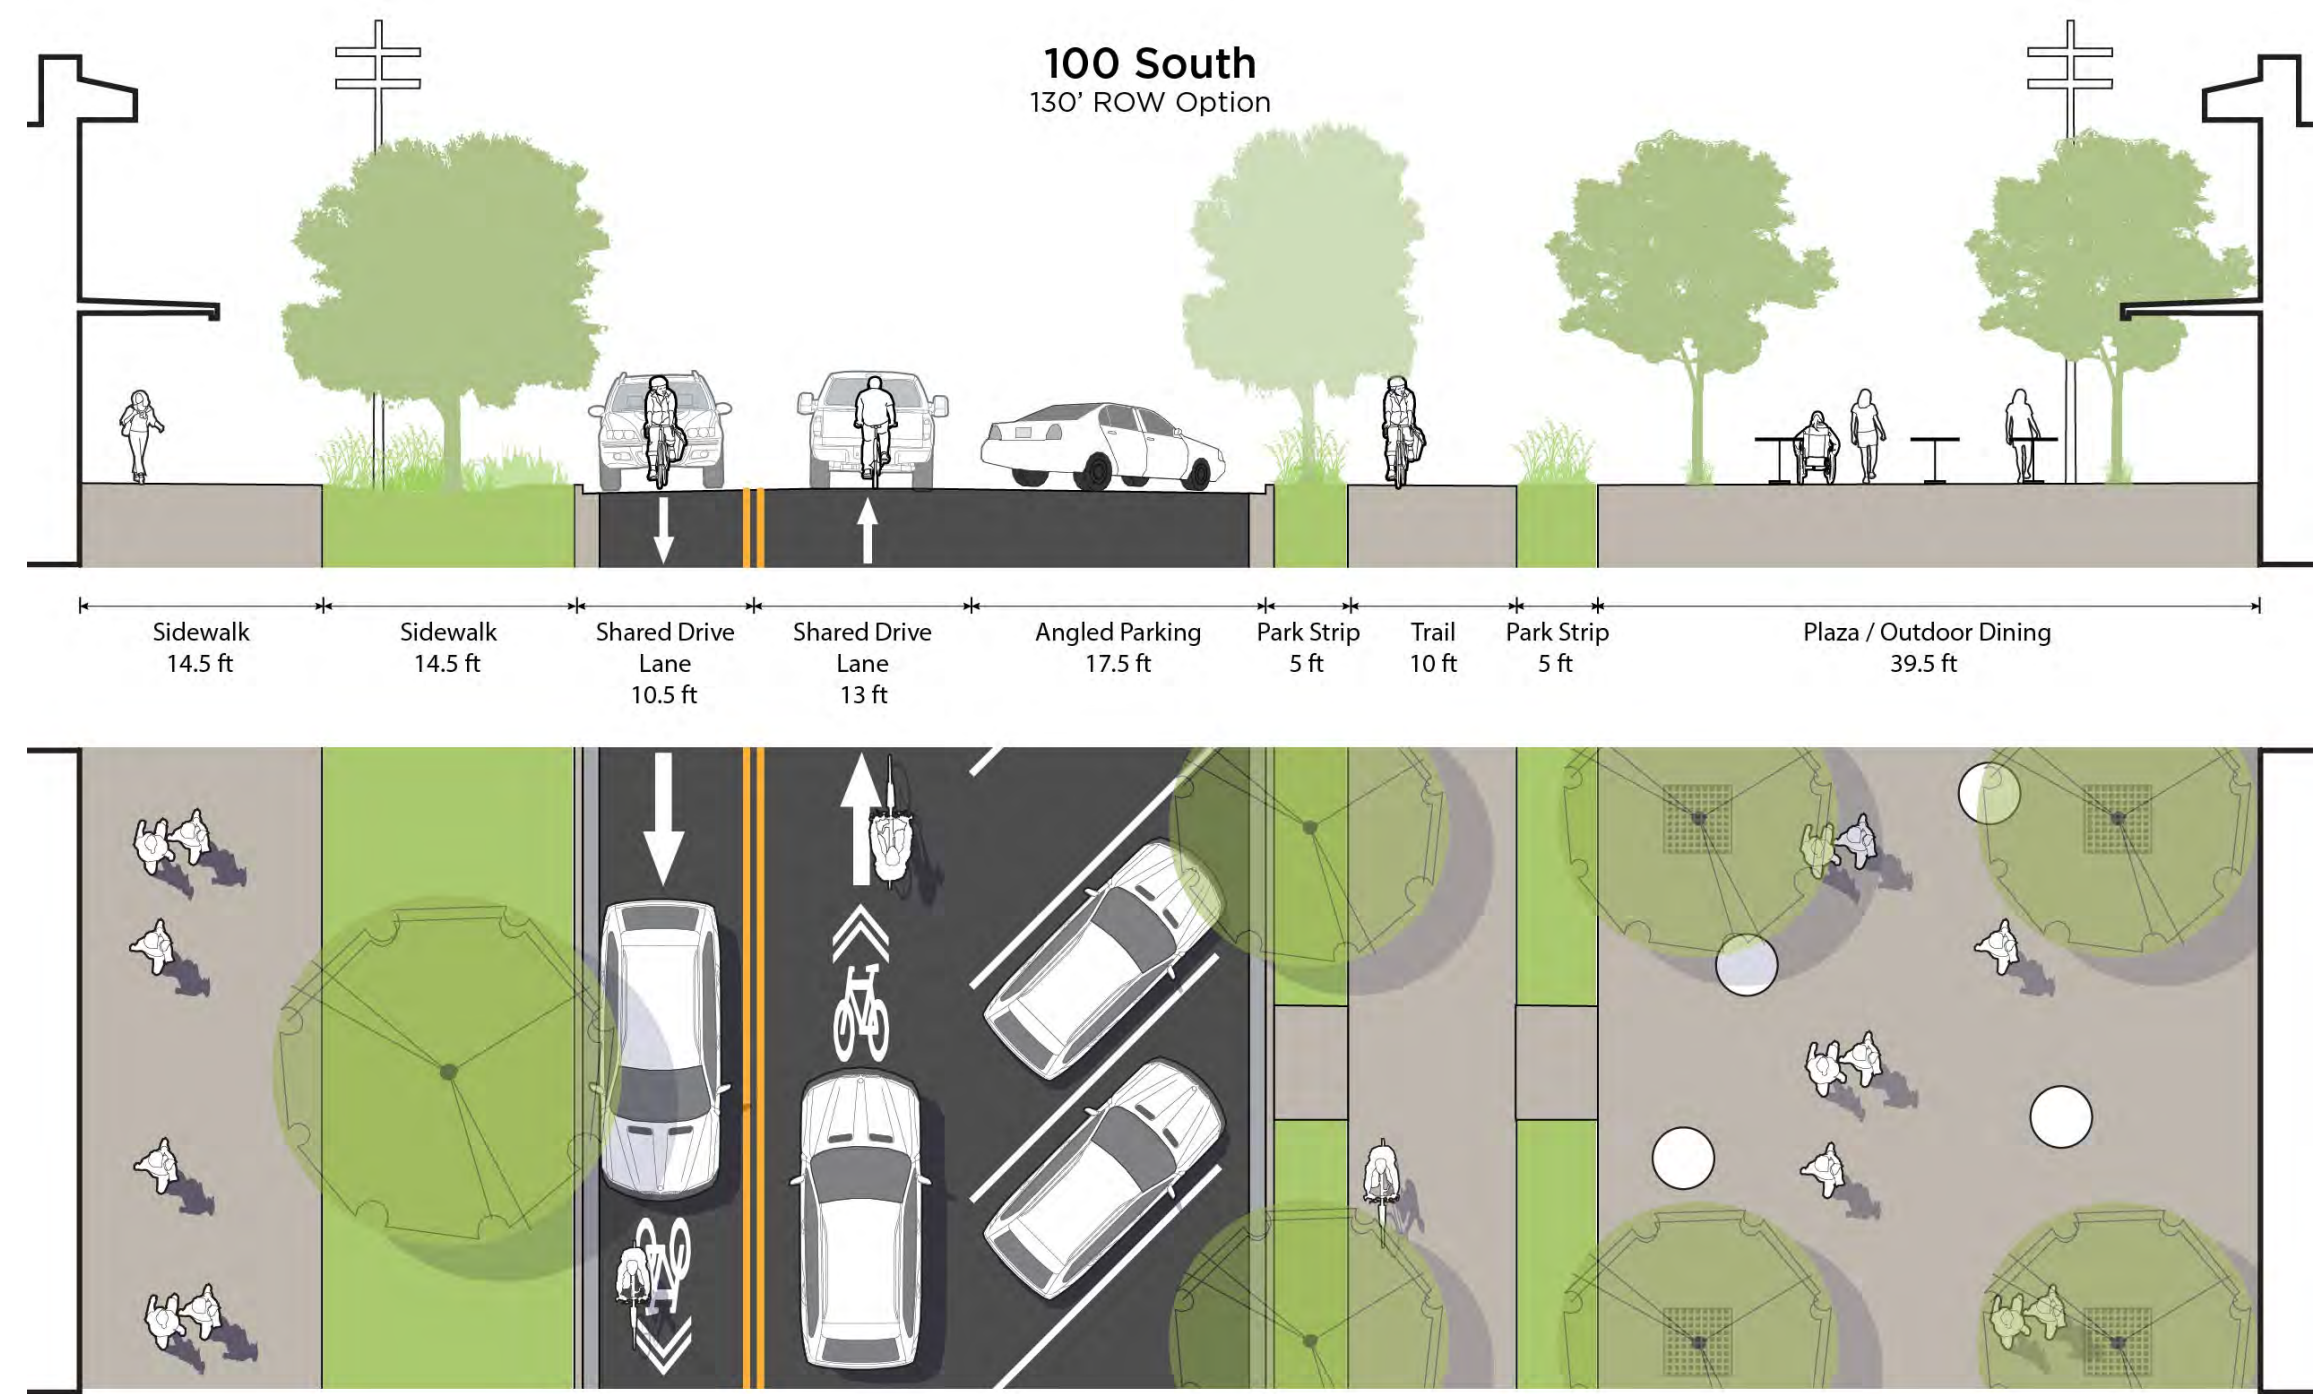 100 South
130' ROW Option
Sidewalk
14.5 ft
Sidewalk
14.5 ft
Shared Drive
Lane
10.5 ft
Shared Drive
Lane
13 ft
Angled Parking
17.5 ft
Park Strip
5 ft
Trail
10 ft
Park Strip
5 ft
Plaza / Outdoor Dining
39.5 ft